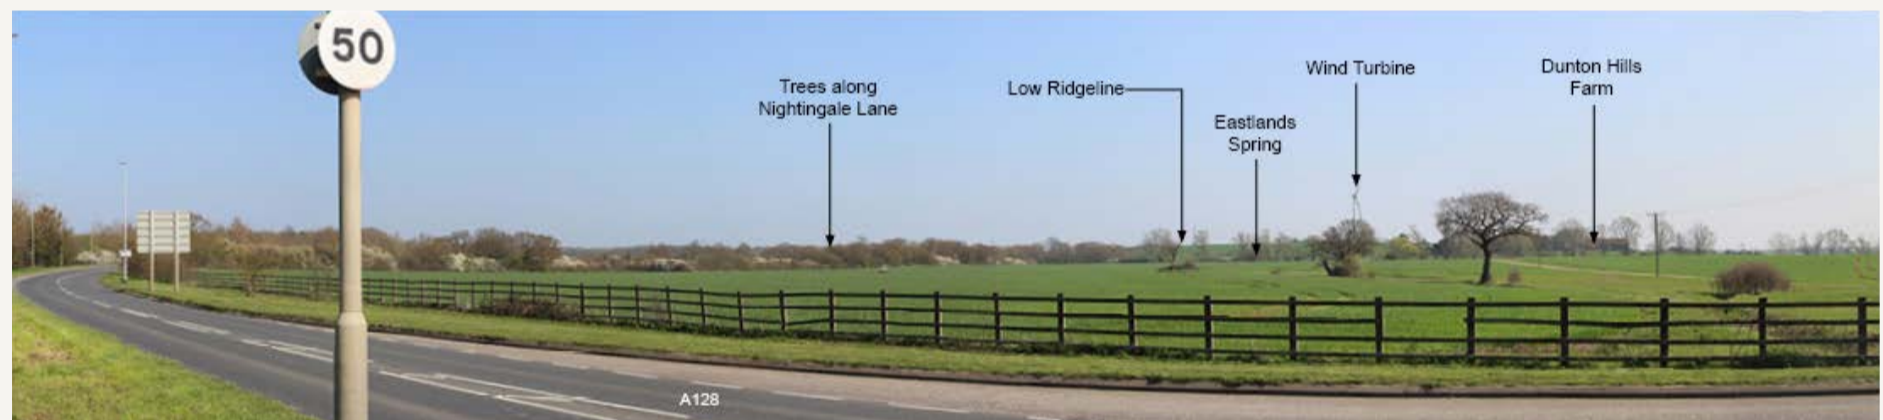 50
Trees along
Nightingale Lane
Low Ridgeline
Eastlands
Spring
Wind Turbine
Dunton Hills
Farm
A128